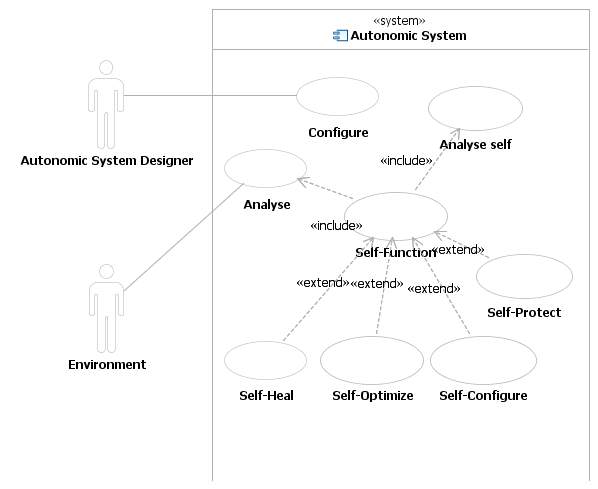 «system»
Autonomic System
Configure
Analyse self
Autonomic System Designer
«include»
Analyse
«include»
Self-Function
«extend»
«extend»
«extend»
«extend»
Self-Protect
Environment
Self-Heal
Self-Optimize
Self-Configure